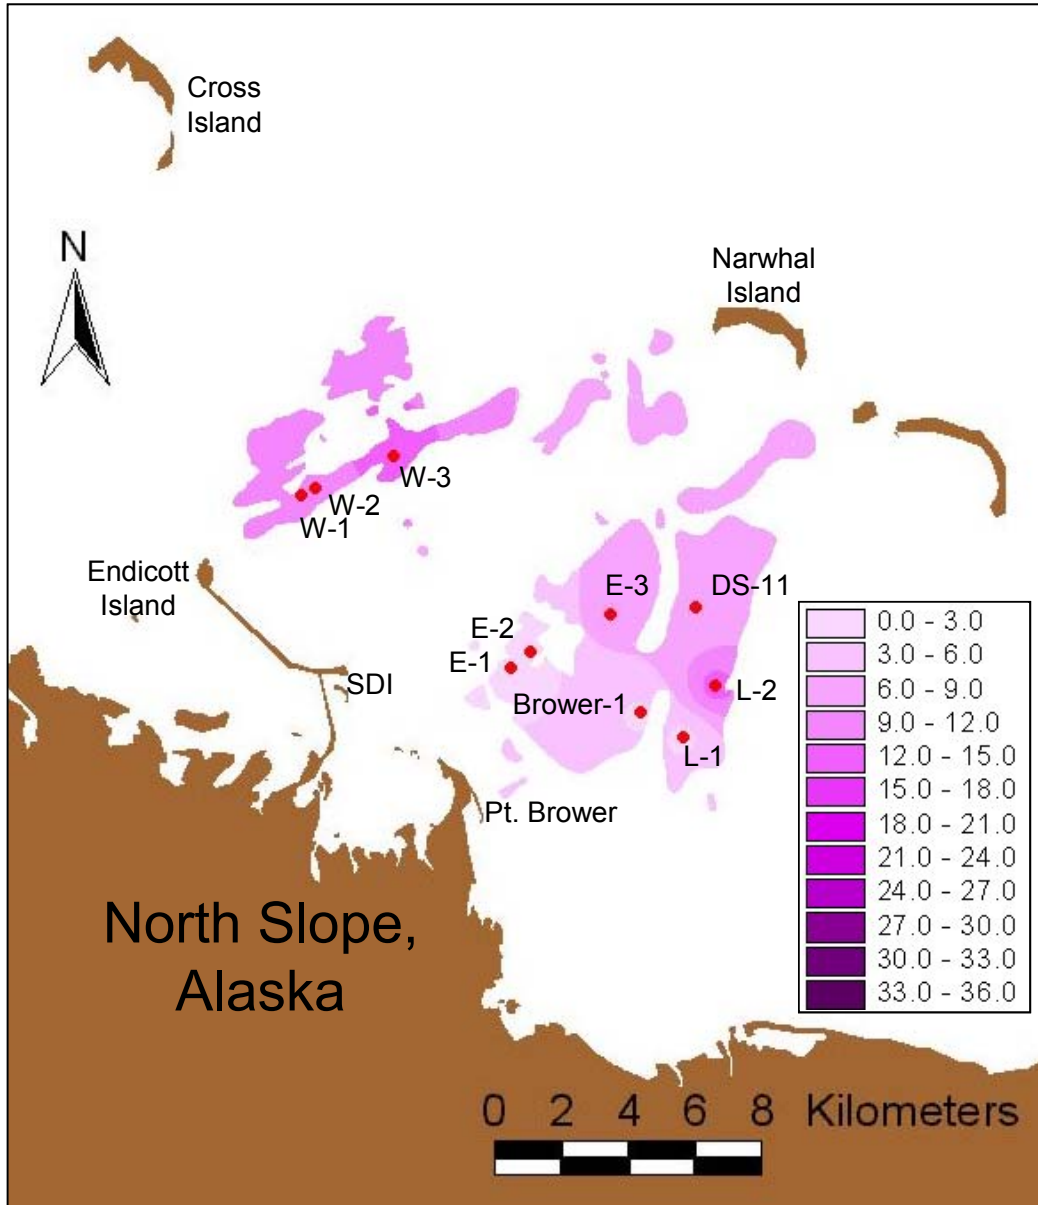 Cross
Island
N
Narwhal
Island
W-3
W-2
W-1
Endicott
Island
E-3
DS-11
E-2
E-1
SDI
L-2
Brower-1
L-1
Pt. Brower
0.0 - 3.0
3.0 - 6.0
6.0 - 9.0
9.0 - 12.0
12.0 - 15.0
15.0 - 18.0
18.0 - 21.0
21.0 - 24.0
24.0 - 27.0
27.0 - 30.0
30.0 - 33.0
33.0 - 36.0
North Slope,
Alaska
0 2 4 6 8 Kilometers